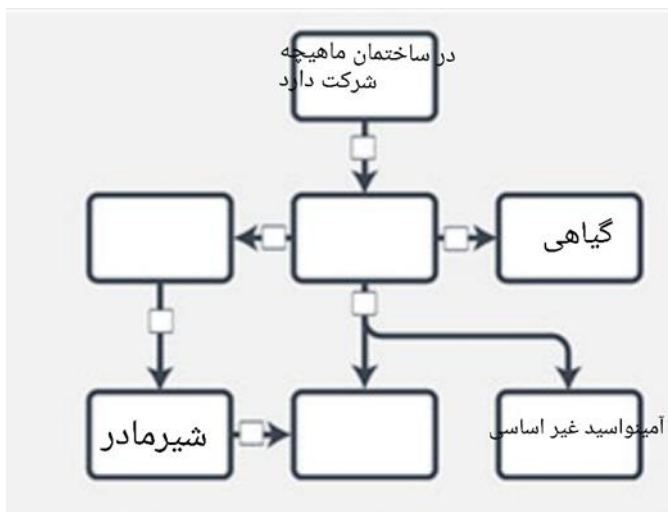 در ساختمان ماهیچه
شرکت دارد
گیاهی
شیرمادر
آمینواسید غیر اساسی